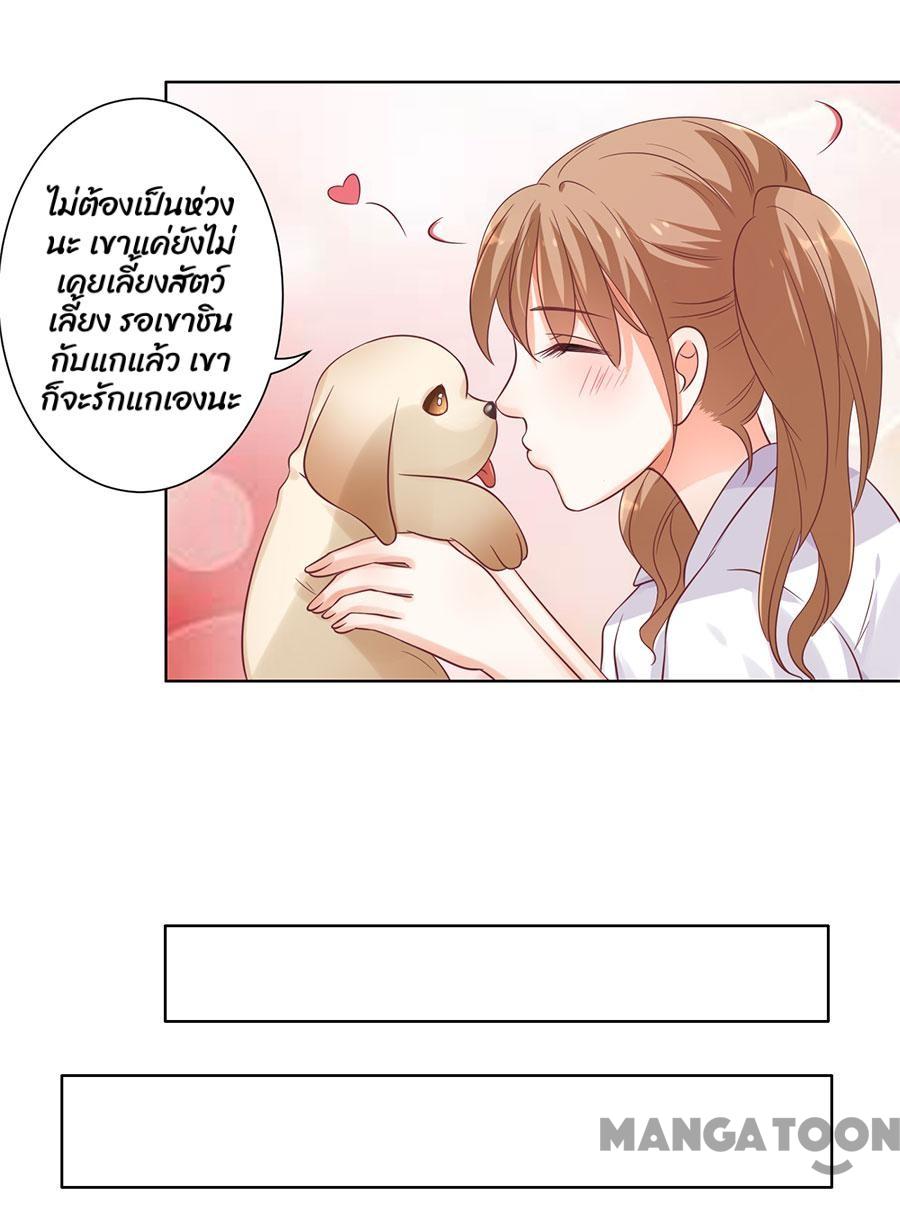 ไม่ต้องเป็นห่วง
นะ เขาแค่ยังไม่
เคยเลี้ยงสัตว์
เลี้ยง รอเขาชิน
กับแกแล้ว เขา
ก็จะรักแกเองนะ
MANGATOON